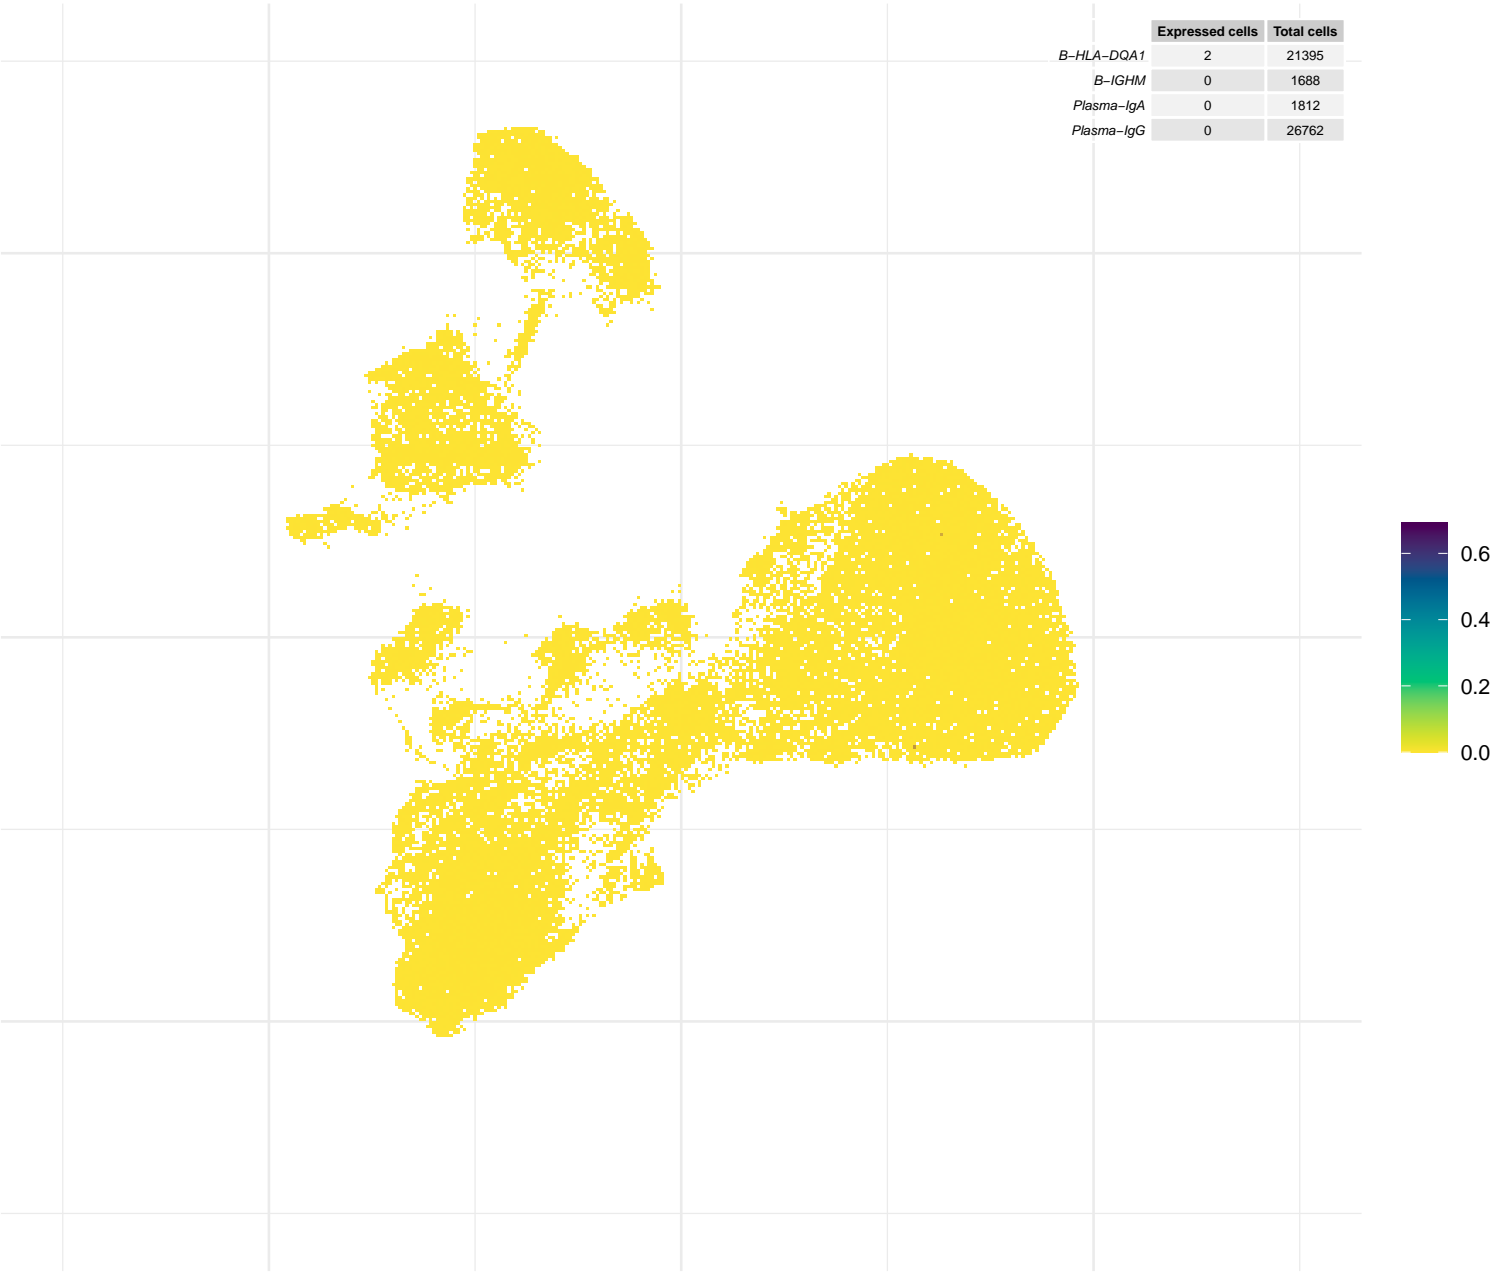 Expressed cells Total cells
B−HLA−DQA1 2 21395
B−IGHM 0 1688
Plasma−IgA 0 1812
Plasma−IgG 0 26762
0.6
0.4
0.2
0.0